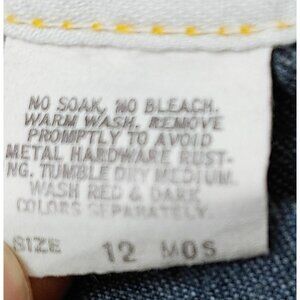 NO SOAK, NO BLEACH.
WARM WASH. REMOVE
PROMPTLY TO AVOID
METAL HARDWARE RUST-
NG. TUMBLE DRY MEDIUM.
WASH RED & DARK
COLORS SEPARATELY.
SIZE 12 MOS